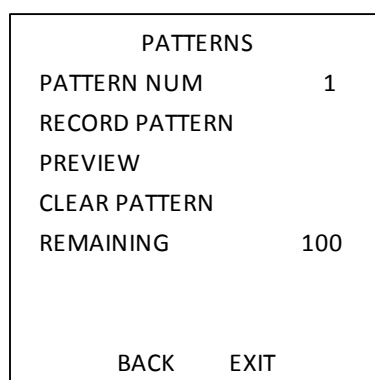 PATTERNS
PATTERN NUM 1
RECORD PATTERN
PREVIEW
CLEAR PATTERN
REMAINING 100
BACK EXIT